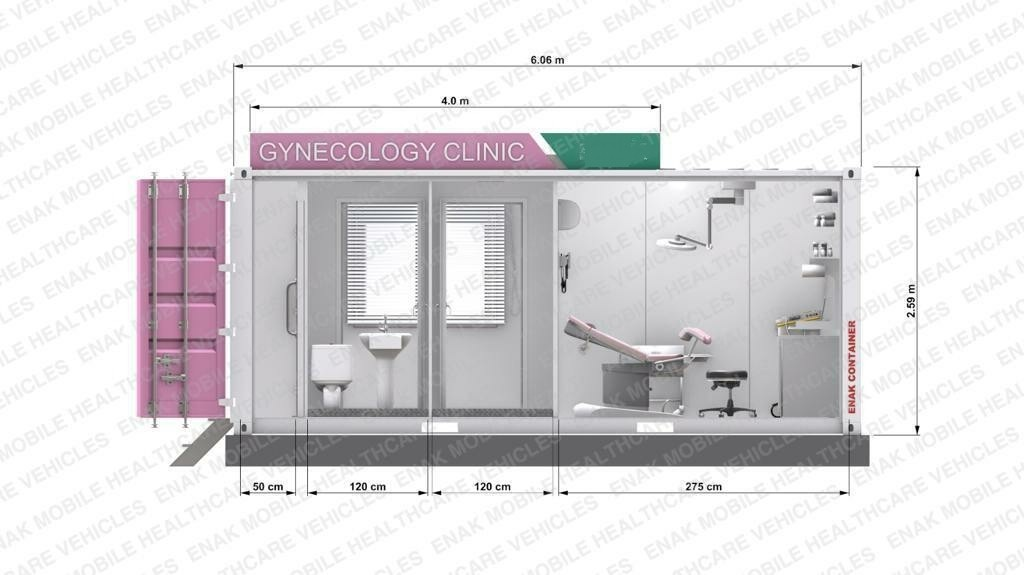 6.06 m
4.0 m
GYNECOLOGY CLINIC
2.59 m
ENAK CONTAINER
50 cm
120 cm
120 cm
275 cm
ENAK MOBILE HEALTHCARE VEHICLES